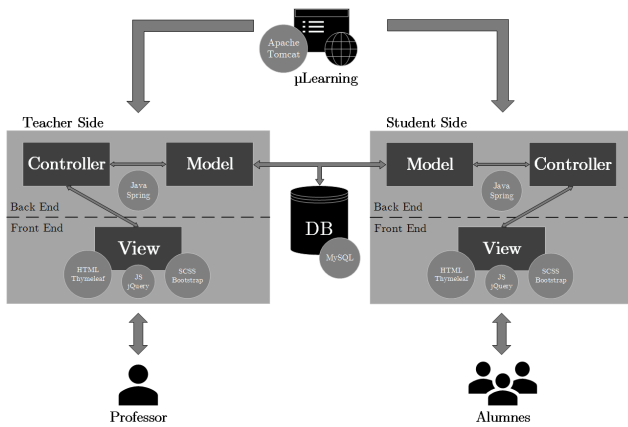 Apache
Tomcat
µLearning
Teacher Side
Student Side
Controller
Model
Model
Controller
Java
Spring
Java
Spring
Back End
Back End
Front End
Front End
DB
MySQL
View
View
HTML
Thymeleaf
JS
jQuery
SCSS
Bootstrap
HTML
Thymeleaf
JS
jQuery
SCSS
Bootstrap
Professor
Alumnes